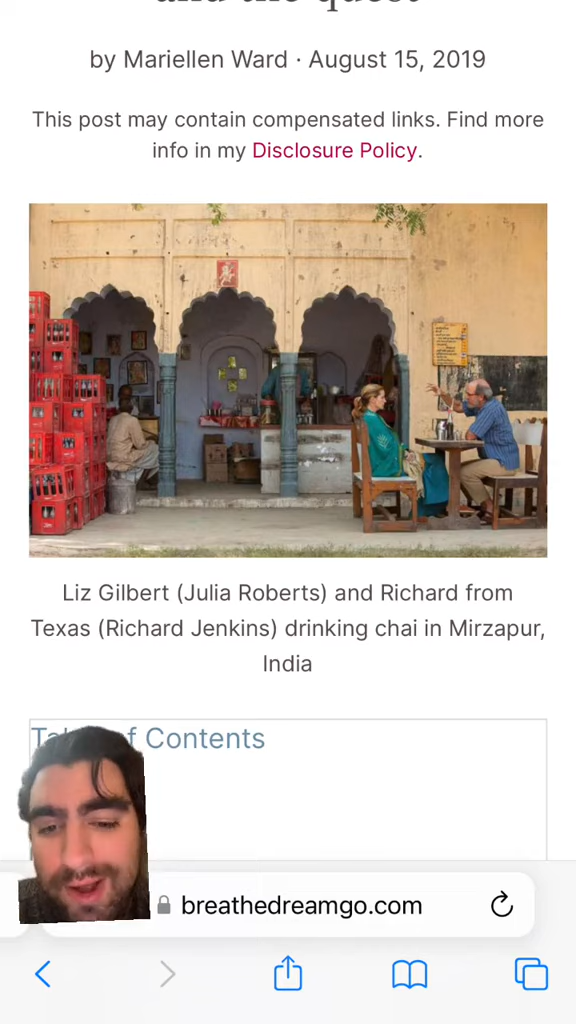 by Mariellen Ward · August 15, 2019
This post may contain compensated links. Find more
info in my Disclosure Policy.
Liz Gilbert (Julia Roberts) and Richard from
Texas (Richard Jenkins) drinking chai in Mirzapur,
India
of Contents
breathedreamgo.com